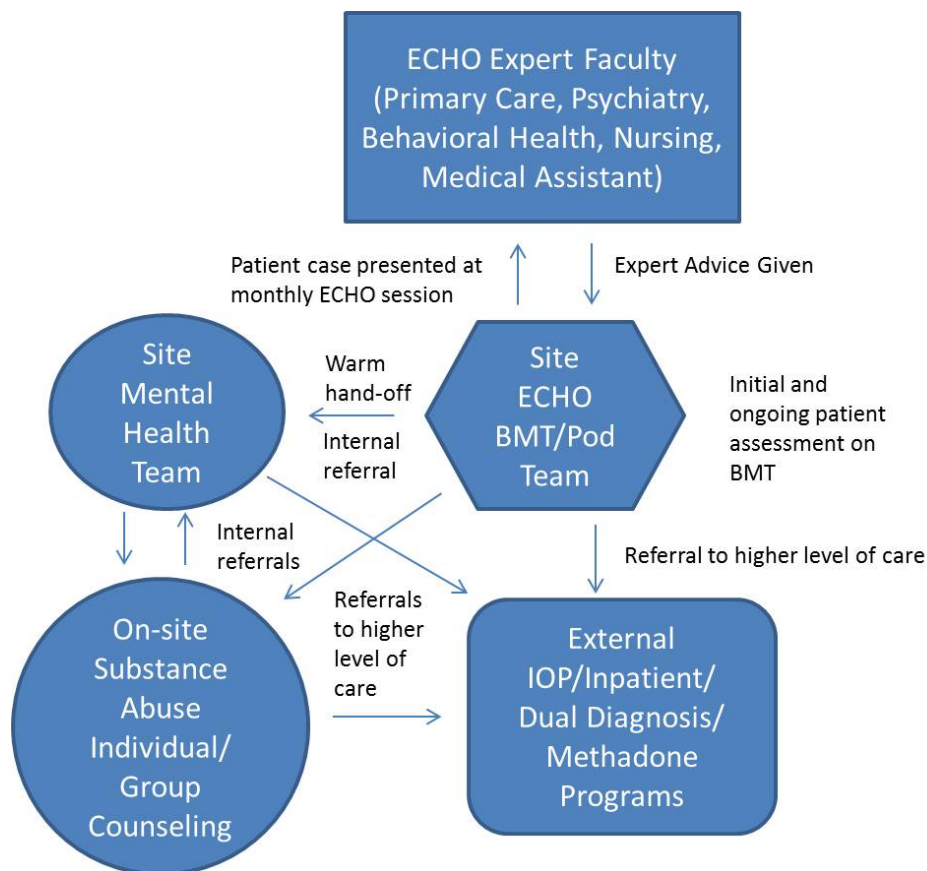 ECHO Expert Faculty
(Primary Care, Psychiatry,
Behavioral Health, Nursing,
Medical Assistant)
Patient case presented at
monthly ECHO session
Expert Advice Given
Site
Mental
Health
Team
Warm
hand-off
Internal
referral
Site
ECHO
BMT/Pod
Team
Initial and
ongoing patient
assessment on
BMT
Internal
referrals
Referral to higher level of care
On-site
Substance
Abuse
Individual/
Group
Counseling
Referrals
to higher
level of
care
External
IOP/Inpatient/
Dual Diagnosis/
Methadone
Programs